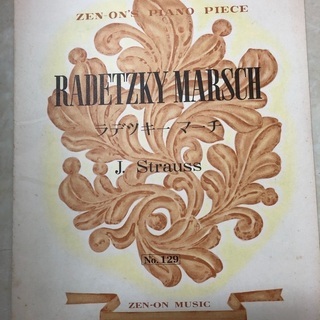 ZEN-ON'S PIANO PIECE
RADETZKY MARSCH
ラデツキー マーチ
J. Strauss
No. 129
ZEN-ON MUSIC